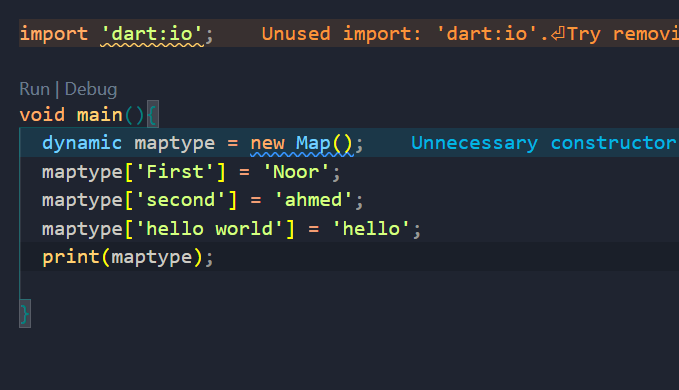 import 'dart:io';    Unused import: 'dart:io'.⏎Try removi
Run | Debug
void main(){
  dynamic maptype = new Map();    Unnecessary constructor
  maptype['First'] = 'Noor';
  maptype['second'] = 'ahmed';
  maptype['hello world'] = 'hello';
  print(maptype);
}